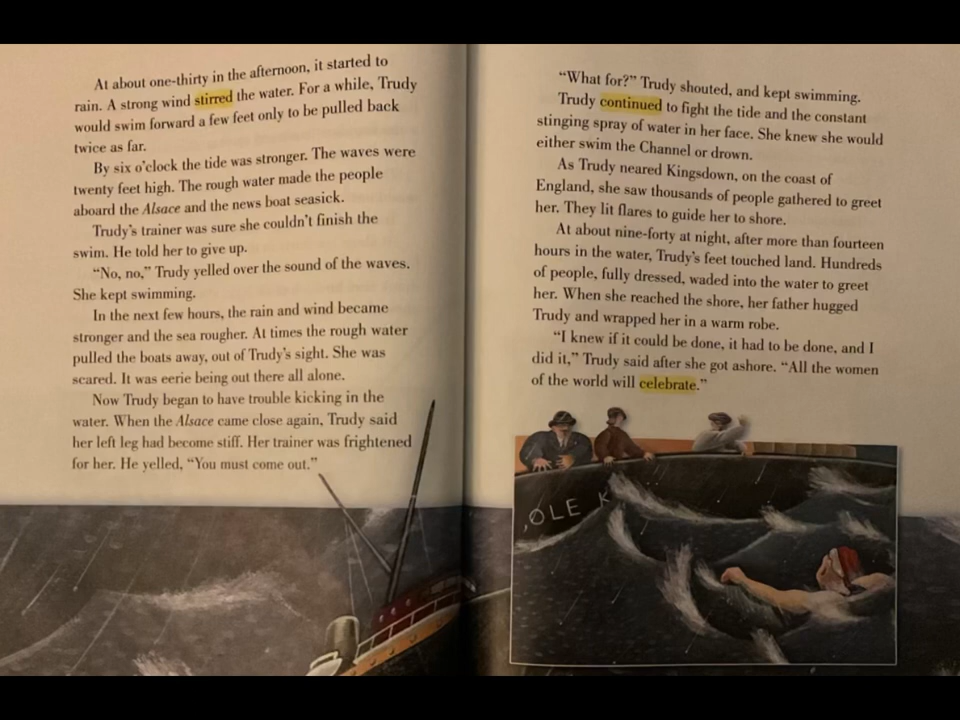 At about one-thirty in the afternoon, it started to
rain. A strong wind stirred the water. For a while, Trudy
would swim forward a few feet only to be pulled back
twice as far.
By six o'clock the tide was stronger. The waves were
twenty feet high. The rough water made the people
aboard the Alsace and the news boat seasick.
Trudy's trainer was sure she couldn't finish the
swim. He told her to give up.
"No, no," Trudy yelled over the sound of the waves.
She kept swimming.
In the next few hours, the rain and wind became
stronger and the sea rougher. At times the rough water
pulled the boats away, out of Trudy's sight. She was
scared. It was eerie being out there all alone.
Now Trudy began to have trouble kicking in the
water. When the Alsace came close again, Trudy said
her left leg had become stiff. Her trainer was frightened
for her. He yelled, "You must come out."
"What for?" Trudy shouted, and kept swimming.
Trudy continued to fight the tide and the constant
stinging spray of water in her face. She knew she would
either swim the Channel or drown.
As Trudy neared Kingsdown, on the coast of
England, she saw thousands of people gathered to greet
her. They lit flares to guide her to shore.
At about nine-forty at night, after more than fourteen
hours in the water, Trudy's feet touched land. Hundreds
of people, fully dressed, waded into the water to greet
her. When she reached the shore, her father hugged
Trudy and wrapped her in a warm robe.
"I knew if it could be done, it had to be done, and I
did it," Trudy said after she got ashore. "All the women
of the world will celebrate."
OLE K